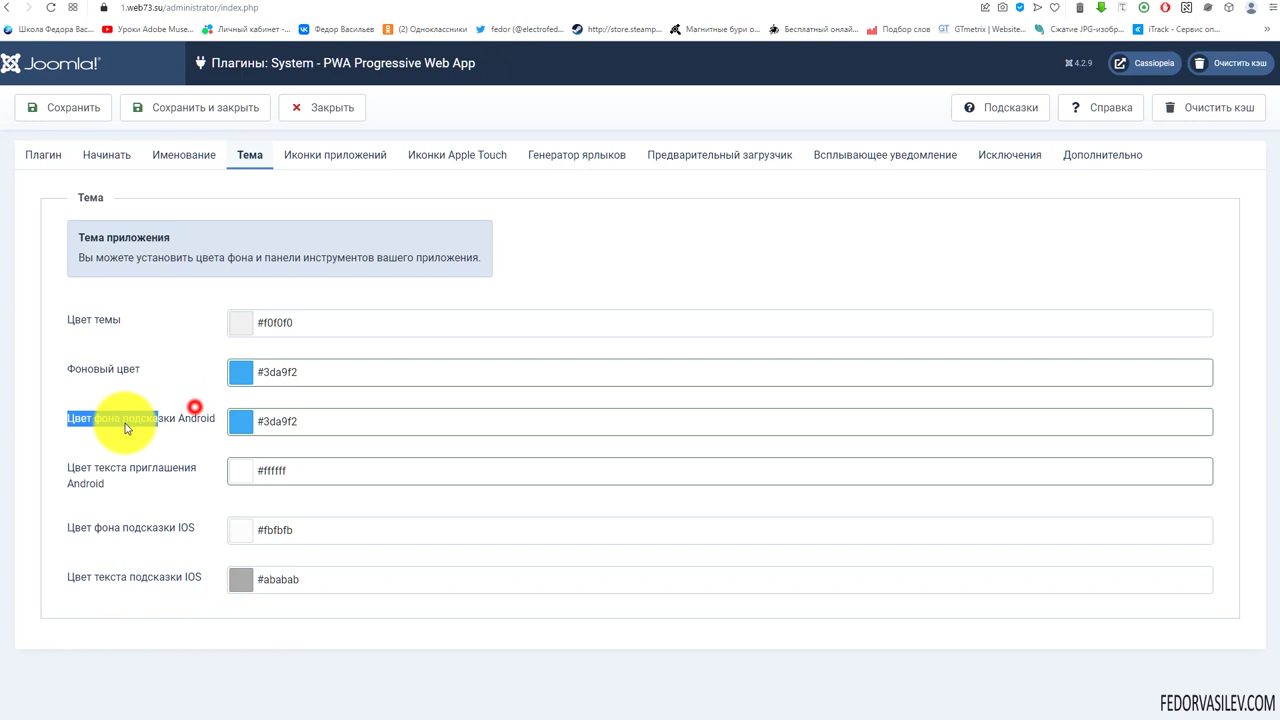 1.web73.su/administrator/index.php
Школа Федора Вас...
Уроки Adobe Muse...
Личный кабинет -...
Федор Васильев
(2) Одноклассники
fedor (@electrofed...
http://store.steamp...
Магнитные бури о...
Бесплатный онлай...
Подбор слов
GTmetrix | Website...
Сжатие JPG-изобр...
iTrack - Сервис оп...
Joomla!
Плагины: System - PWA Progressive Web App
4.2.9
Cassiopeia
Очистить кэш
Сохранить
Сохранить и закрыть
Закрыть
Подсказки
Справка
Очистить кэш
Плагин
Начинать
Именование
Тема
Иконки приложений
Иконки Apple Touch
Генератор ярлыков
Предварительный загрузчик
Всплывающее уведомление
Исключения
Дополнительно
Тема
Тема приложения
Вы можете установить цвета фона и панели инструментов вашего приложения.
Цвет темы
#f0f0f0
Фоновый цвет
#3da9f2
Цвет фона подсказки Android
#3da9f2
Цвет текста приглашения
Android
#ffffff
Цвет фона подсказки IOS
#fbfbfb
Цвет текста подсказки IOS
#ababab
FEDORVASILEV.COM